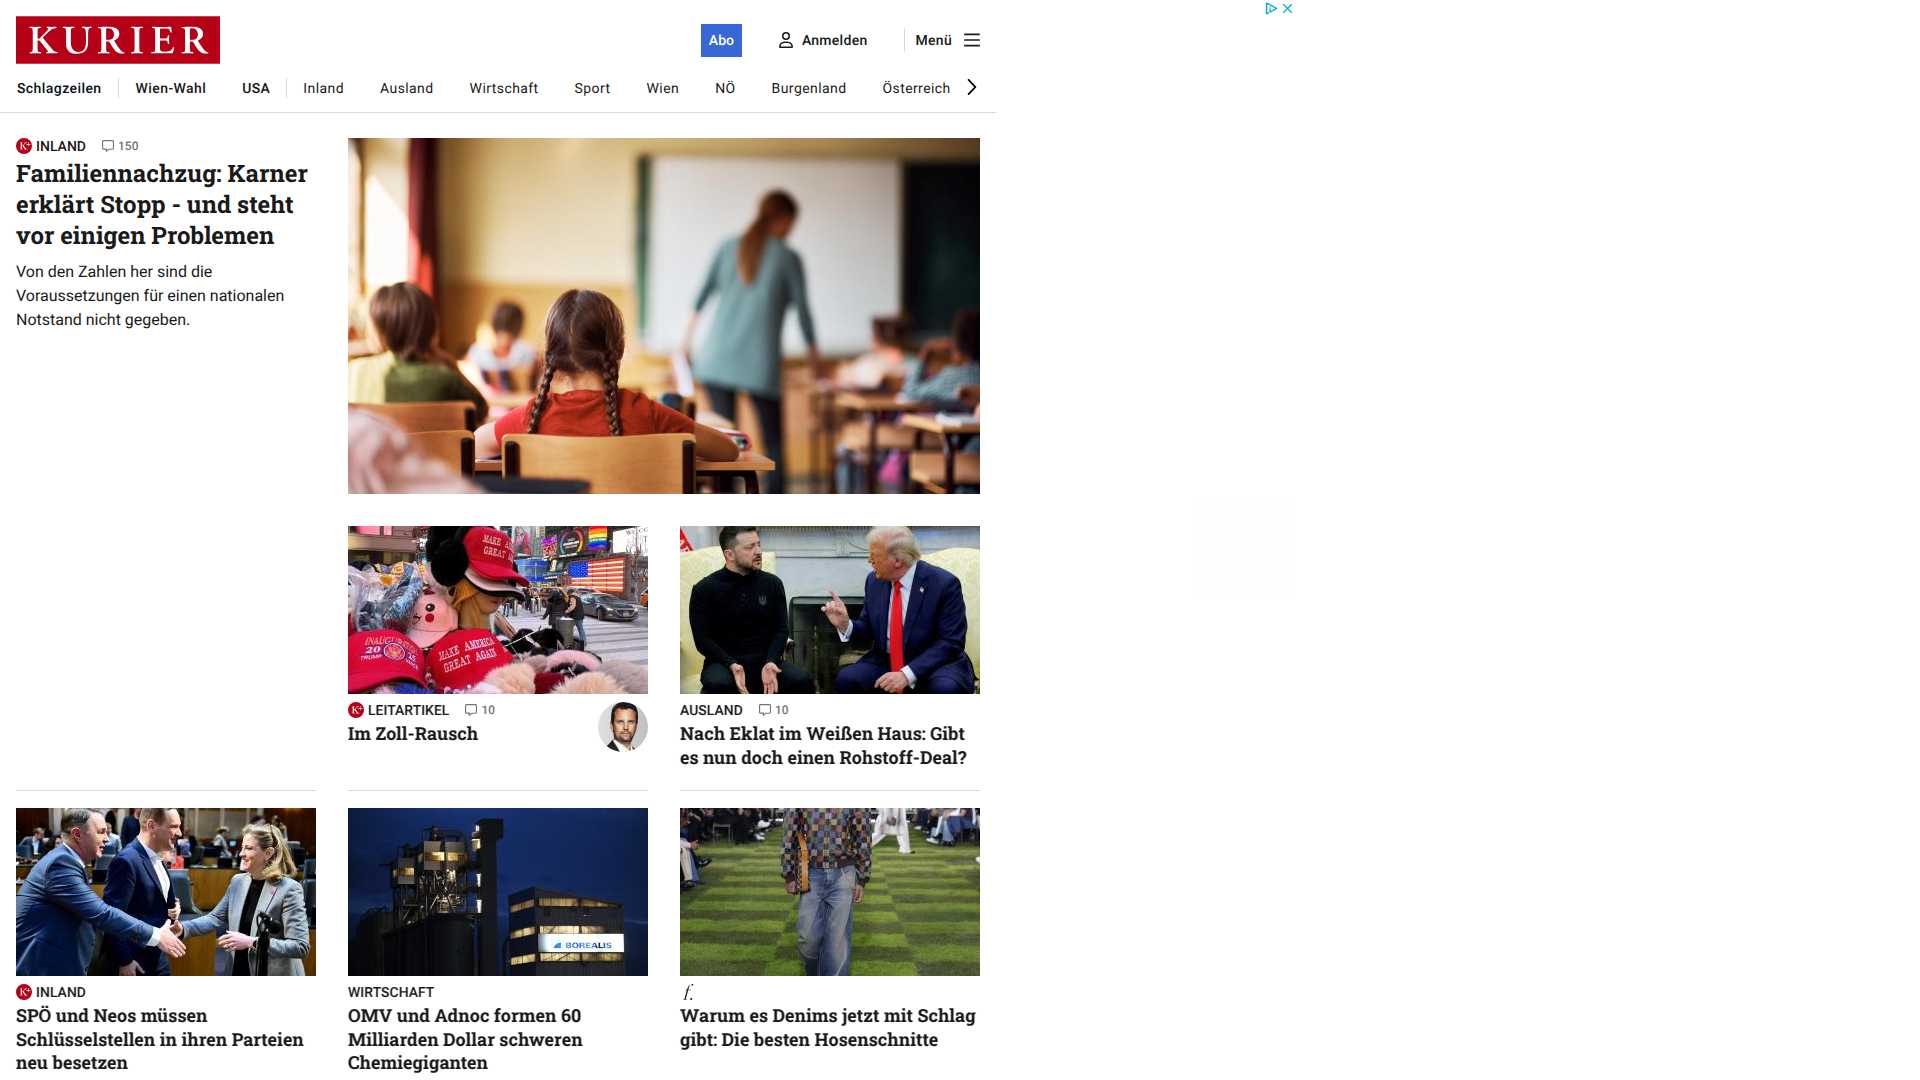 KURIER
Abo
Anmelden
Menü
Schlagzeilen
Wien-Wahl
USA
Inland
Ausland
Wirtschaft
Sport
Wien
NÖ
Burgenland
Österreich
K+ INLAND 150
Familiennachzug: Karner
erklärt Stopp - und steht
vor einigen Problemen
Von den Zahlen her sind die
Voraussetzungen für einen nationalen
Notstand nicht gegeben.
MAKE
GREAT
MAKE AMERICA
GREAT AGAIN
K+ LEITARTIKEL 10
Im Zoll-Rausch
AUSLAND 10
Nach Eklat im Weißen Haus: Gibt
es nun doch einen Rohstoff-Deal?
K+ INLAND
SPÖ und Neos müssen
Schlüsselstellen in ihren Parteien
neu besetzen
BOREALIS
WIRTSCHAFT
OMV und Adnoc formen 60
Milliarden Dollar schweren
Chemiegiganten
f.
Warum es Denims jetzt mit Schlag
gibt: Die besten Hosenschnitte